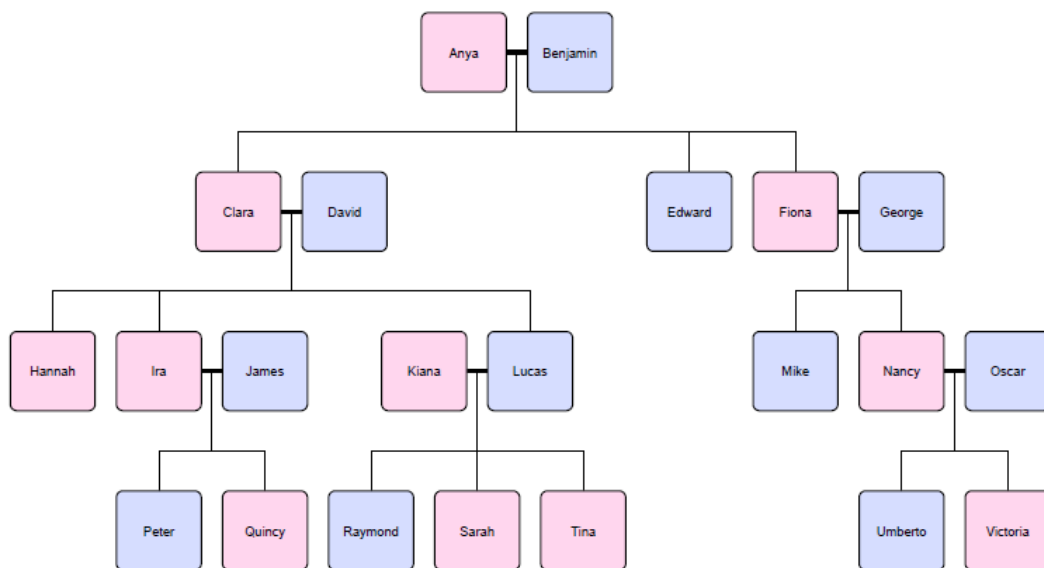 Anya
Benjamin
Clara
David
Edward
Fiona
George
Hannah
Ira
James
Kiana
Lucas
Mike
Nancy
Oscar
Peter
Quincy
Raymond
Sarah
Tina
Umberto
Victoria